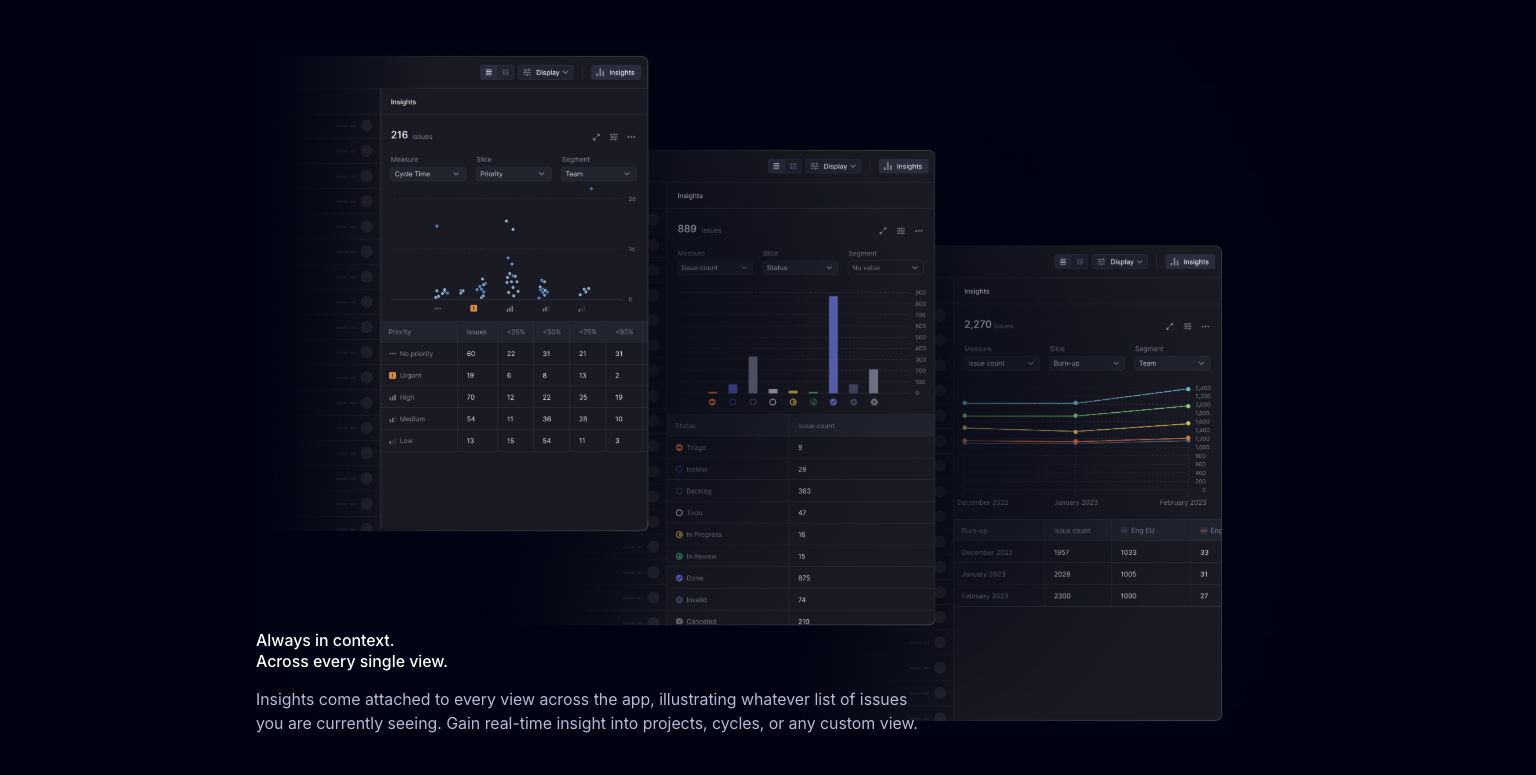 Display Insights
Insights
216 Issues
Measure Slice Segment
Cycle Time Priority Team
2d
1d
0
Priority Issues <25% <50% <75% <95%
No priority 60 22 31 21 31
Urgent 19 6 8 13 2
High 70 12 22 35 19
Medium 54 11 36 28 10
Low 13 15 54 11 3
Display Insights
Insights
889 Issues
Measure Slice Segment
Issue count Status No value
900
800
700
600
500
400
300
200
100
0
Status Issue count
Triage 9
Icebox 28
Backlog 363
Todo 47
In Progress 16
In Review 15
Done 875
Invalid 74
Canceled 210
Display Insights
Insights
2,270 Issues
Measure Slice Segment
Issue count Burn-up Team
2,400
2,200
2,000
1,800
1,600
1,400
1,200
1,000
800
600
400
200
0
December 2022 January 2023 February 2023
Burn-up Issue count Eng EU Eng
December 2022 1957 1033 33
January 2023 2028 1005 31
February 2023 2300 1090 27
Always in context.
Across every single view.
Insights come attached to every view across the app, illustrating whatever list of issues
you are currently seeing. Gain real-time insight into projects, cycles, or any custom view.